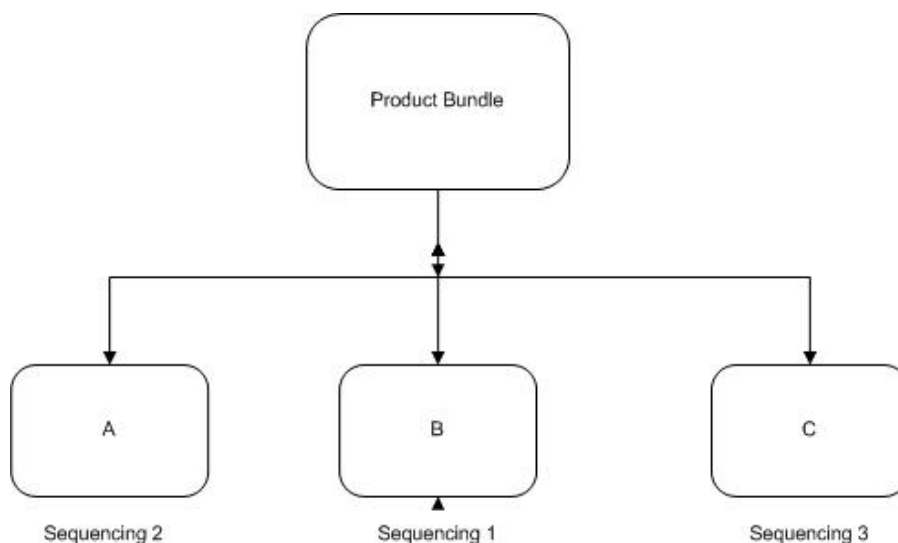 Product Bundle
A
B
C
Sequencing 2
Sequencing 1
Sequencing 3